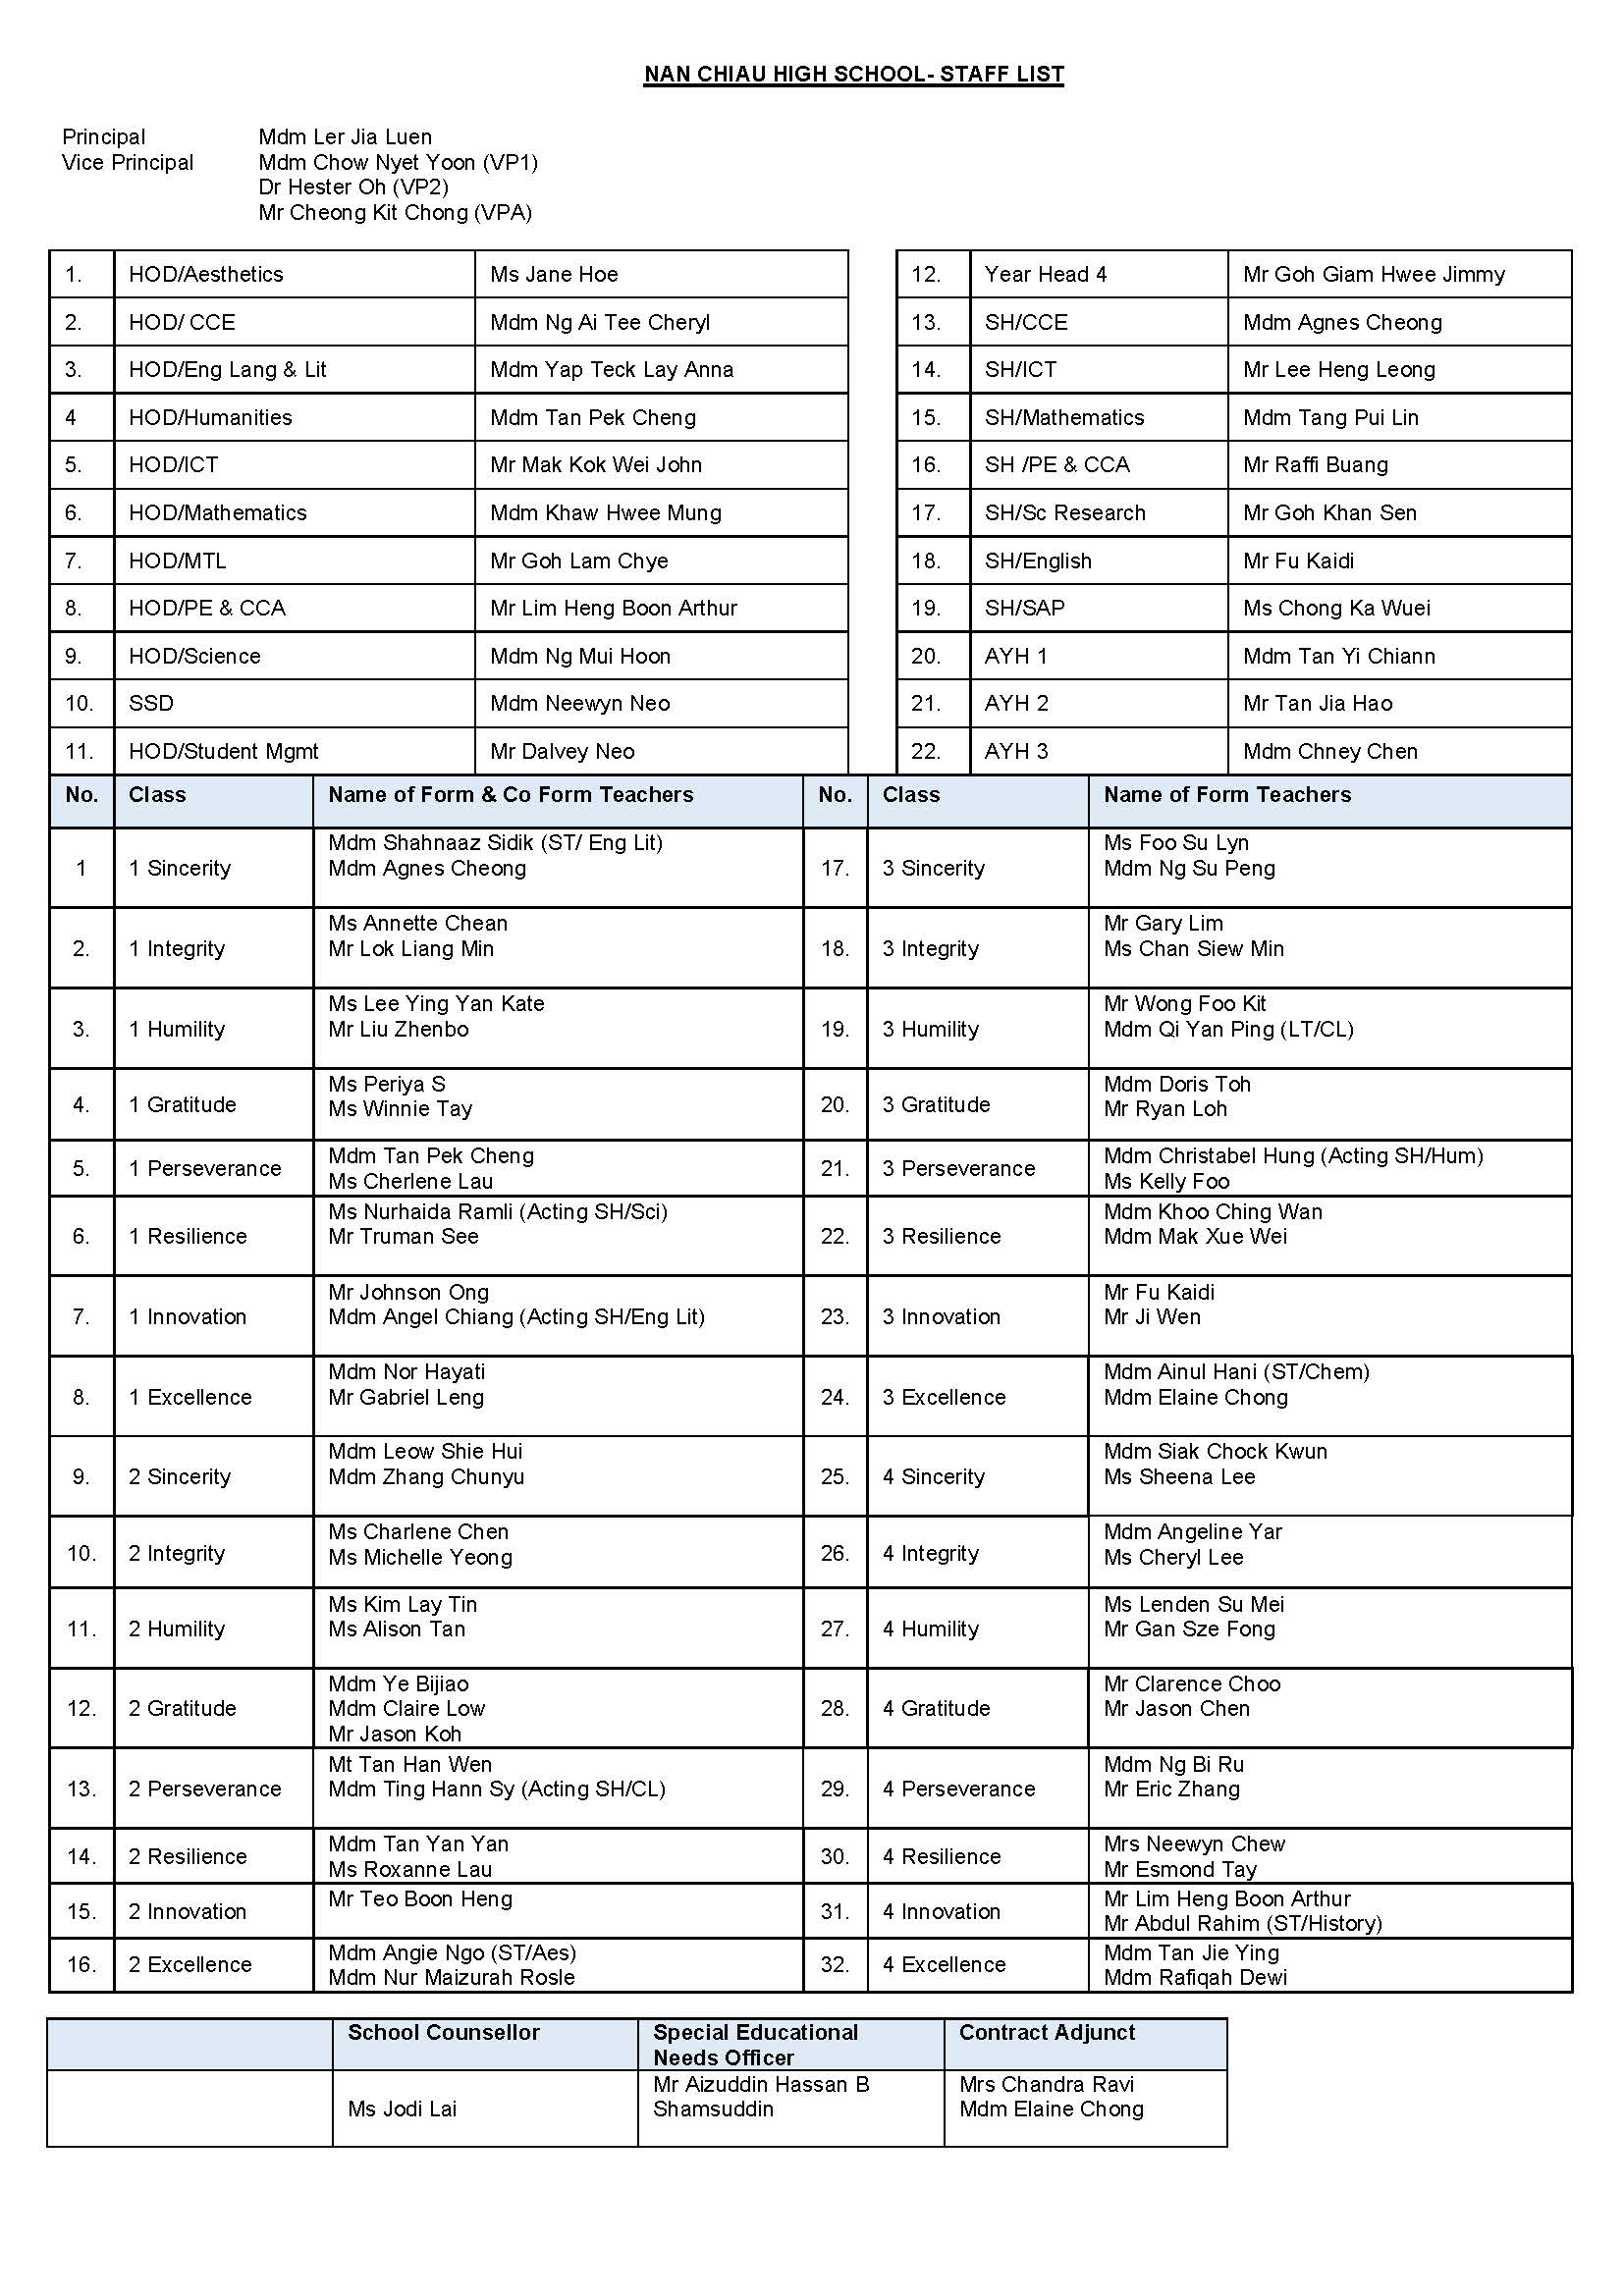 NAN CHIAU HIGH SCHOOL- STAFF LIST
Principal Mdm Ler Jia Luen
Vice Principal Mdm Chow Nyet Yoon (VP1)
Dr Hester Oh (VP2)
Mr Cheong Kit Chong (VPA)
1. HOD/Aesthetics Ms Jane Hoe 12. Year Head 4 Mr Goh Giam Hwee Jimmy
2. HOD/ CCE Mdm Ng Ai Tee Cheryl 13. SH/CCE Mdm Agnes Cheong
3. HOD/Eng Lang & Lit Mdm Yap Teck Lay Anna 14. SH/ICT Mr Lee Heng Leong
4 HOD/Humanities Mdm Tan Pek Cheng 15. SH/Mathematics Mdm Tang Pui Lin
5. HOD/ICT Mr Mak Kok Wei John 16. SH /PE & CCA Mr Raffi Buang
6. HOD/Mathematics Mdm Khaw Hwee Mung 17. SH/Sc Research Mr Goh Khan Sen
7. HOD/MTL Mr Goh Lam Chye 18. SH/English Mr Fu Kaidi
8. HOD/PE & CCA Mr Lim Heng Boon Arthur 19. SH/SAP Ms Chong Ka Wuei
9. HOD/Science Mdm Ng Mui Hoon 20. AYH 1 Mdm Tan Yi Chiann
10. SSD Mdm Neewyn Neo 21. AYH 2 Mr Tan Jia Hao
11. HOD/Student Mgmt Mr Dalvey Neo 22. AYH 3 Mdm Chney Chen
No. Class Name of Form & Co Form Teachers No. Class Name of Form Teachers
Mdm Shahnaaz Sidik (ST/ Eng Lit) Ms Foo Su Lyn
1 1 Sincerity Mdm Agnes Cheong 17. 3 Sincerity Mdm Ng Su Peng
Ms Annette Chean Mr Gary Lim
2. 1 Integrity Mr Lok Liang Min 18. 3 Integrity Ms Chan Siew Min
Ms Lee Ying Yan Kate Mr Wong Foo Kit
3. 1 Humility Mr Liu Zhenbo 19. 3 Humility Mdm Qi Yan Ping (LT/CL)
Ms Periya S Mdm Doris Toh
4. 1 Gratitude Ms Winnie Tay 20. 3 Gratitude Mr Ryan Loh
Mdm Tan Pek Cheng Mdm Christabel Hung (Acting SH/Hum)
5. 1 Perseverance Ms Cherlene Lau 21. 3 Perseverance Ms Kelly Foo
Ms Nurhaida Ramli (Acting SH/Sci) Mdm Khoo Ching Wan
6. 1 Resilience Mr Truman See 22. 3 Resilience Mdm Mak Xue Wei
Mr Johnson Ong Mr Fu Kaidi
7. 1 Innovation Mdm Angel Chiang (Acting SH/Eng Lit) 23. 3 Innovation Mr Ji Wen
Mdm Nor Hayati Mdm Ainul Hani (ST/Chem)
8. 1 Excellence Mr Gabriel Leng 24. 3 Excellence Mdm Elaine Chong
Mdm Leow Shie Hui Mdm Siak Chock Kwun
9. 2 Sincerity Mdm Zhang Chunyu 25. 4 Sincerity Ms Sheena Lee
Ms Charlene Chen Mdm Angeline Yar
10. 2 Integrity Ms Michelle Yeong 26. 4 Integrity Ms Cheryl Lee
Ms Kim Lay Tin Ms Lenden Su Mei
11. 2 Humility Ms Alison Tan 27. 4 Humility Mr Gan Sze Fong
Mdm Ye Bijiao Mr Clarence Choo
12. 2 Gratitude Mdm Claire Low 28. 4 Gratitude Mr Jason Chen
Mr Jason Koh
Mt Tan Han Wen Mdm Ng Bi Ru
13. 2 Perseverance Mdm Ting Hann Sy (Acting SH/CL) 29. 4 Perseverance Mr Eric Zhang
Mdm Tan Yan Yan Mrs Neewyn Chew
14. 2 Resilience Ms Roxanne Lau 30. 4 Resilience Mr Esmond Tay
Mr Teo Boon Heng Mr Lim Heng Boon Arthur
15. 2 Innovation 31. 4 Innovation Mr Abdul Rahim (ST/History)
Mdm Angie Ngo (ST/Aes) Mdm Tan Jie Ying
16. 2 Excellence Mdm Nur Maizurah Rosle 32. 4 Excellence Mdm Rafiqah Dewi
School Counsellor Special Educational Contract Adjunct
Needs Officer
Mr Aizuddin Hassan B Mrs Chandra Ravi
Ms Jodi Lai Shamsuddin Mdm Elaine Chong